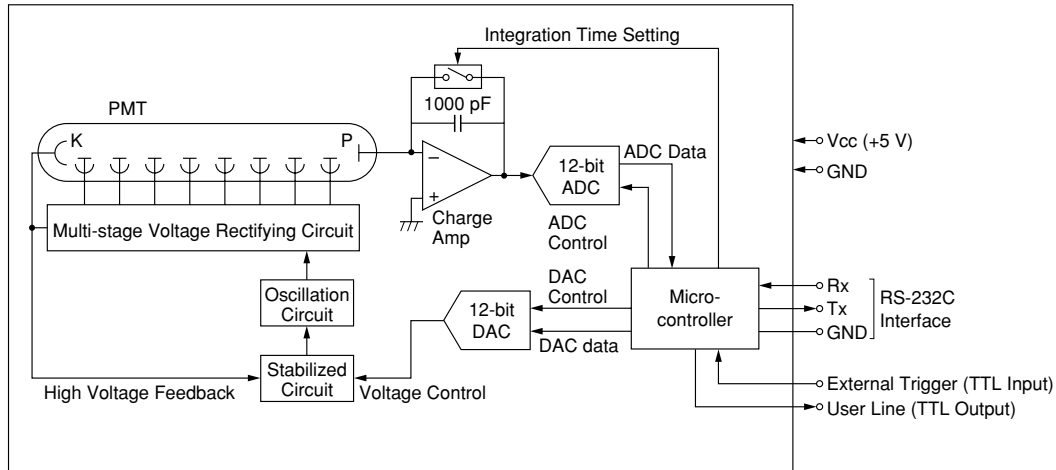 Integration Time Setting
1000 pF
PMT
K
P
−
+
Charge
Amp
12-bit
ADC
ADC Data
ADC
Control
Vcc (+5 V)
GND
Multi-stage Voltage Rectifying Circuit
Oscillation
Circuit
Stabilized
Circuit
High Voltage Feedback
Voltage Control
12-bit
DAC
DAC
Control
DAC data
Micro-
controller
Rx
Tx
GND
RS-232C
Interface
External Trigger (TTL Input)
User Line (TTL Output)